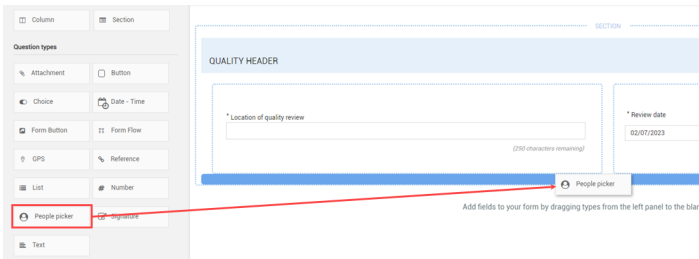 Column
Section
Question types
Attachment
Button
Choice
Date - Time
Form Button
Form Flow
GPS
Reference
List
Number
People picker
Signature
Text
SECTION
QUALITY HEADER
* Location of quality review
(250 characters remaining)
* Review date
02/07/2023
People picker
Add fields to your form by dragging types from the left panel to the